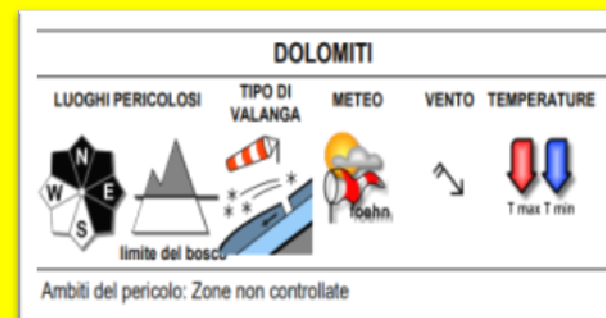 DOLOMITI
LUOGHI PERICOLOSI
TIPO DI
VALANGA
METEO
VENTO
TEMPERATURE
N
W
E
S
foehn
T max T min
limite del bosco
Ambiti del pericolo: Zone non controllate